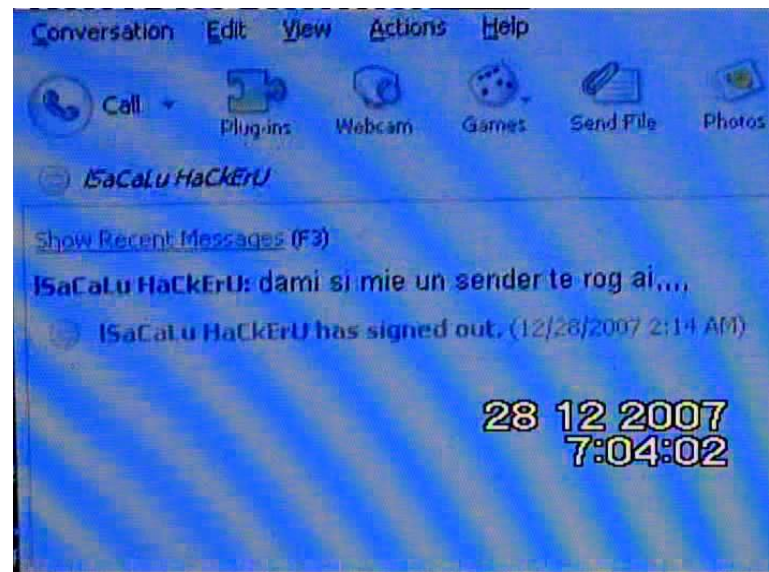 Conversation Edit View Actions Help
Call Plug-ins Webcam Games Send File Photos
ISaCaLu HaCkErU
Show Recent Messages (F3)
ISaCaLu HaCkErU: dami si mie un sender te rog ai,,,,
ISaCaLu HaCkErU has signed out. (12/28/2007 2:14 AM)
28 12 2007
7:04:02